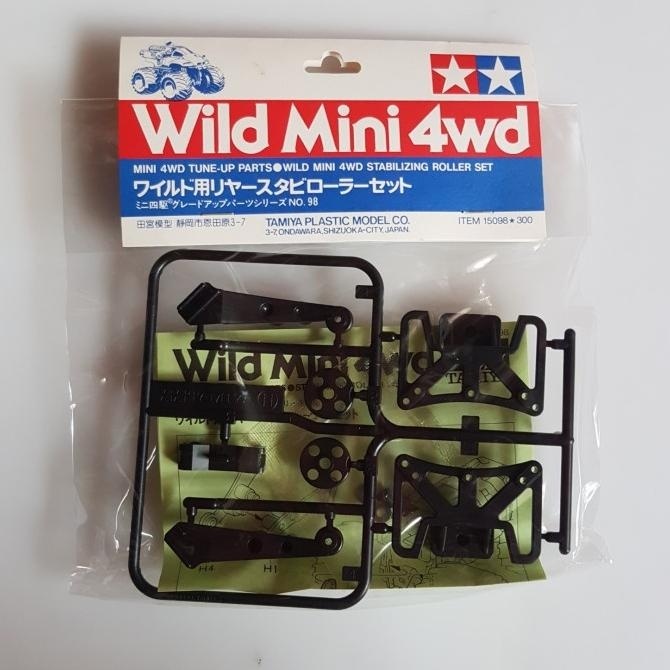 Wild Mini 4wd
MINI 4WD TUNE-UP PARTS●WILD MINI 4WD STABILIZING ROLLER SET
ワイルド用リヤースタビローラーセット
ミニ四駆®グレードアップパーツシリーズ NO. 98
田宮模型 静岡市恩田原3-7
TAMIYA PLASTIC MODEL CO.
3-7, ONDAWARA, SHIZUOKA-CITY, JAPAN.
ITEM 15098★300
Wild Mini 4wd
H4 H1